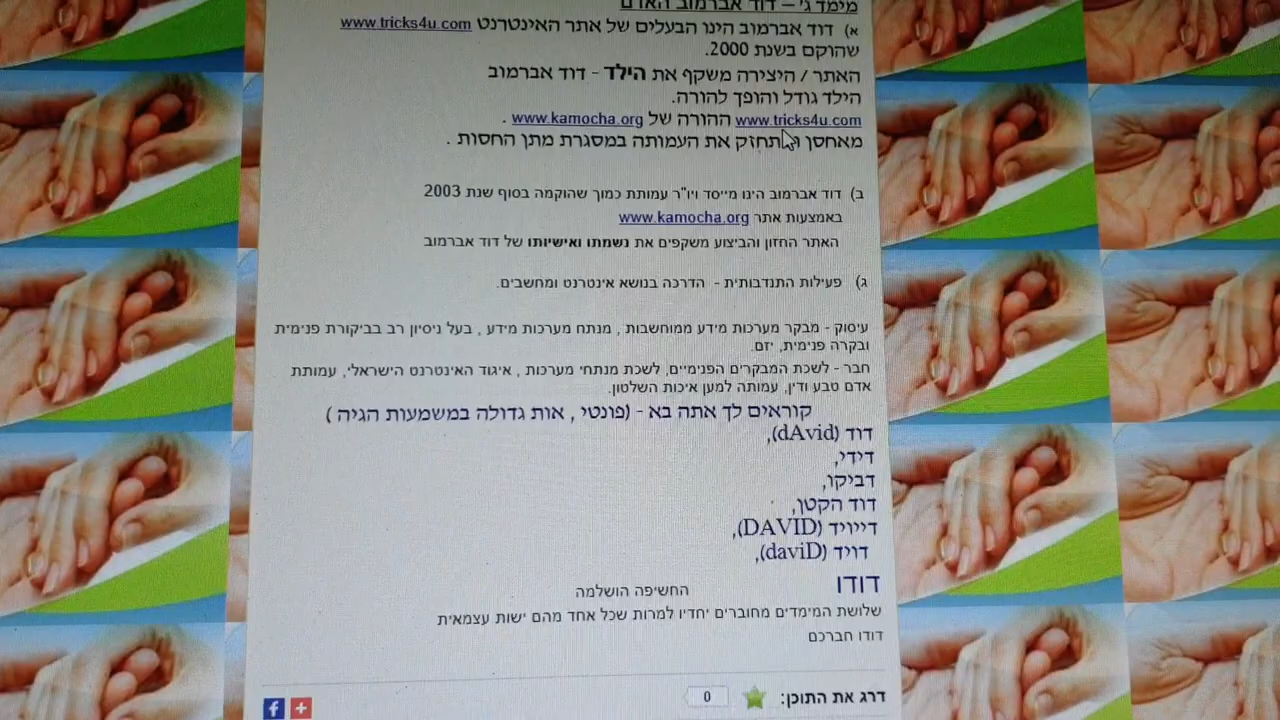 מימד ג' – דוד אברמוב האדם
א) דוד אברמוב הינו הבעלים של אתר האינטרנט www.tricks4u.com
שהוקם בשנת 2000.
האתר / היצירה משקף את הילד - דוד אברמוב
הילד גודל והופך להורה.
www.tricks4u.com ההורה של www.kamocha.org .
מאחסן ומתחזק את העמותה במסגרת מתן החסות .
ב) דוד אברמוב הינו מייסד ויו"ר עמותת כמוך שהוקמה בסוף שנת 2003
באמצעות אתר www.kamocha.org
האתר החזון והביצוע משקפים את נשמתו ואישיותו של דוד אברמוב
ג) פעילות התנדבותית - הדרכה בנושא אינטרנט ומחשבים.
עיסוק - מבקר מערכות מידע ממוחשבות , מנתח מערכות מידע , בעל ניסיון רב בביקורת פנימית
ובקרה פנימית, יזם.
חבר - לשכת המבקרים הפנימיים, לשכת מנתחי מערכות , איגוד האינטרנט הישראלי, עמותת
אדם טבע ודין, עמותה למען איכות השלטון.
קוראים לך אתה בא - (פונטי , אות גדולה במשמעות הגיה )
דוד (dAvid),
דידי,
דביקו,
דוד הקטן,
דייויד (DAVID),
דויד (daviD),
דודו
החשיפה הושלמה
שלושת המימדים מחוברים יחדיו למרות שכל אחד מהם ישות עצמאית
דודו חברכם
דרג את התוכן: 0